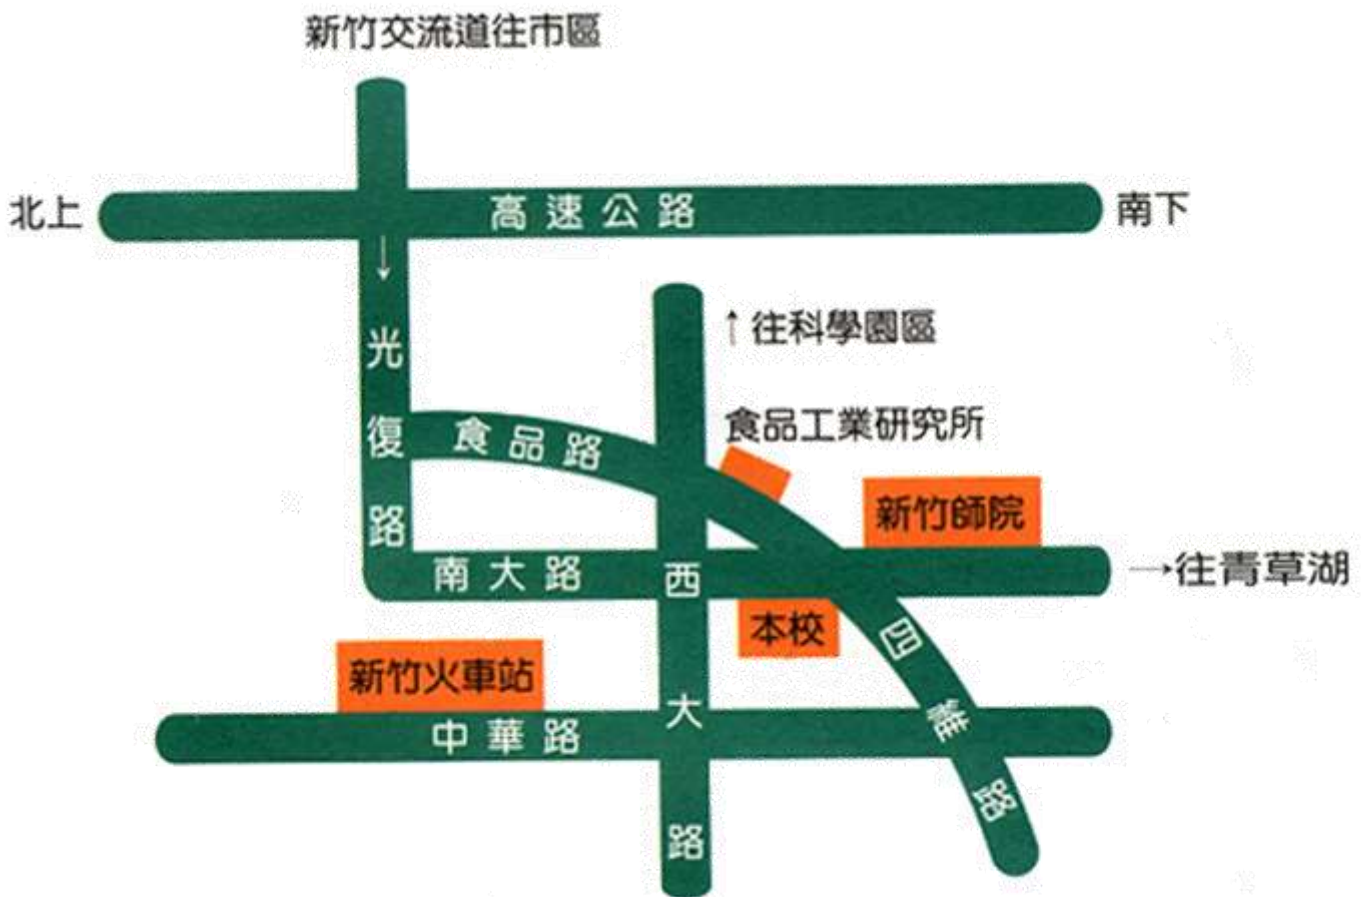 新竹交流道往市區
北上
高速公路
南下
↓
光復路
↑往科學園區
食品路
食品工業研究所
新竹師院
南大路
西大路
→往青草湖
本校
四維路
新竹火車站
中華路